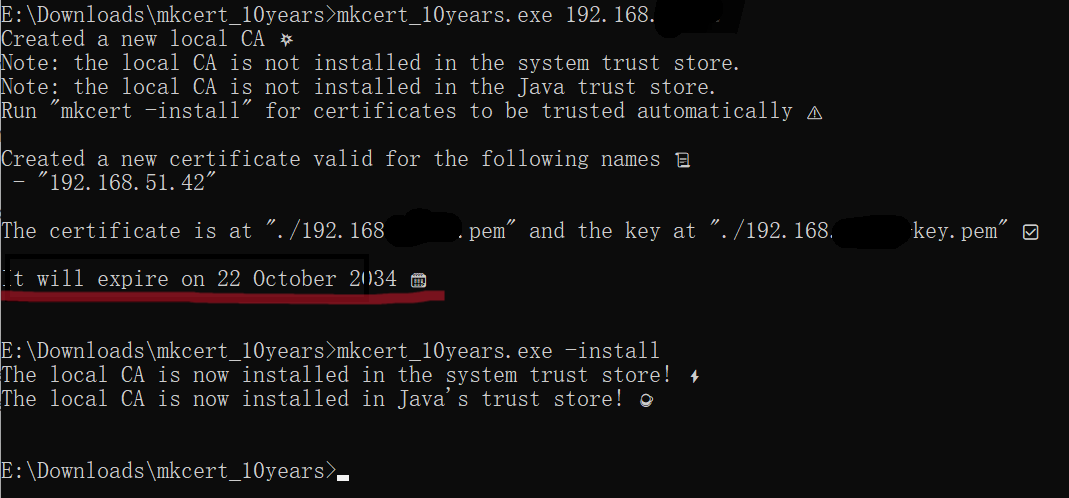 E:\Downloads\mkcert_10years>mkcert_10years.exe 192.168.
Created a new local CA 💥
Note: the local CA is not installed in the system trust store.
Note: the local CA is not installed in the Java trust store.
Run "mkcert -install" for certificates to be trusted automatically ⚠️
Created a new certificate valid for the following names 📜
- "192.168.51.42"
The certificate is at "./192.168 .pem" and the key at "./192.168. key.pem" ✅
It will expire on 22 October 2034 🗓
E:\Downloads\mkcert_10years>mkcert_10years.exe -install
The local CA is now installed in the system trust store! ⚡
The local CA is now installed in Java's trust store! ☕
E:\Downloads\mkcert_10years>